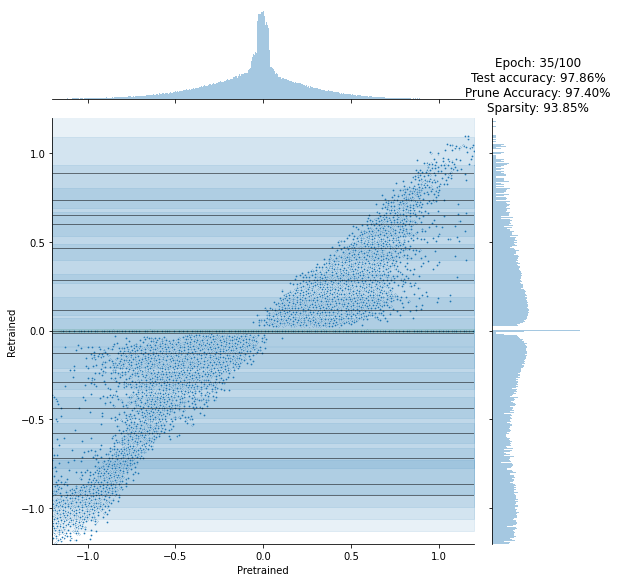 Epoch: 35/100
Test accuracy: 97.86%
Prune Accuracy: 97.40%
Sparsity: 93.85%
1.0
0.5
0.0
−0.5
−1.0
Retrained
−1.0
−0.5
0.0
0.5
1.0
Pretrained